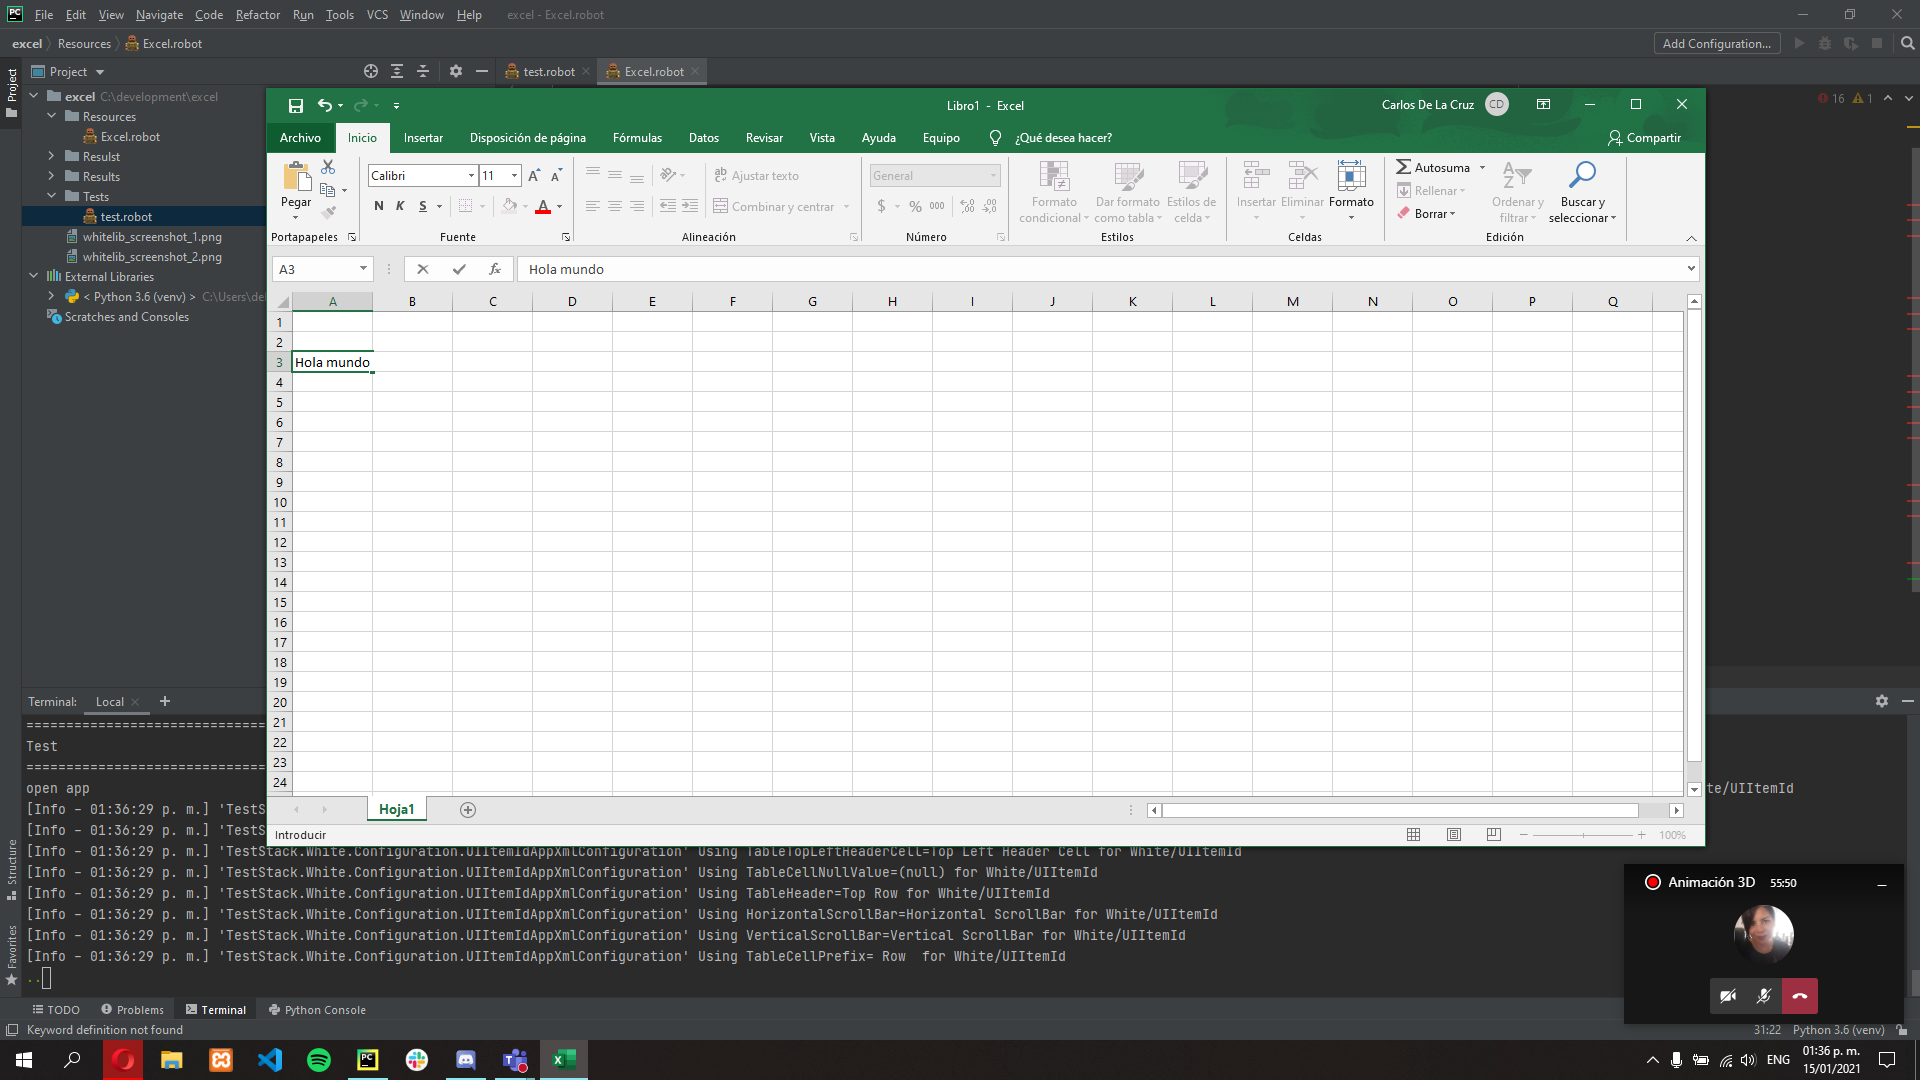 File Edit View Navigate Code Refactor Run Tools VCS Window Help excel - Excel.robot
excel Resources Excel.robot Add Configuration...
Project test.robot Excel.robot
excel C:\development\excel
Resources
Excel.robot
Resulst
Results
Tests
test.robot
whitelib_screenshot_1.png
whitelib_screenshot_2.png
External Libraries
< Python 3.6 (venv) > C:\Users\de
Scratches and Consoles
Project
16 1
Libro1 - Excel Carlos De La Cruz CD
Archivo Inicio Insertar Disposición de página Fórmulas Datos Revisar Vista Ayuda Equipo ¿Qué desea hacer? Compartir
Pegar
Portapapeles
Calibri 11
N K S
Fuente
Ajustar texto
Combinar y centrar
Alineación
General
$ % 000
Número
Formato condicional
Dar formato como tabla
Estilos de celda
Estilos
Insertar Eliminar Formato
Celdas
Autosuma
Rellenar
Borrar
Ordenar y filtrar
Buscar y seleccionar
Edición
A3 fx Hola mundo
A B C D E F G H I J K L M N O P Q
1
2
3 Hola mundo
4
5
6
7
8
9
10
11
12
13
14
15
16
17
18
19
20
21
22
23
24
Hoja1
Introducir 100%
Terminal: Local
Test
open app te/UIItemId
[Info - 01:36:29 p. m.] 'TestS
[Info - 01:36:29 p. m.] 'TestS
[Info - 01:36:29 p. m.] 'TestStack.White.Configuration.UIItemIdAppXmlConfiguration' Using TableTopLeftHeaderCell=Top Left Header Cell for White/UIItemId
[Info - 01:36:29 p. m.] 'TestStack.White.Configuration.UIItemIdAppXmlConfiguration' Using TableCellNullValue=(null) for White/UIItemId
[Info - 01:36:29 p. m.] 'TestStack.White.Configuration.UIItemIdAppXmlConfiguration' Using TableHeader=Top Row for White/UIItemId
[Info - 01:36:29 p. m.] 'TestStack.White.Configuration.UIItemIdAppXmlConfiguration' Using HorizontalScrollBar=Horizontal ScrollBar for White/UIItemId
[Info - 01:36:29 p. m.] 'TestStack.White.Configuration.UIItemIdAppXmlConfiguration' Using VerticalScrollBar=Vertical ScrollBar for White/UIItemId
[Info - 01:36:29 p. m.] 'TestStack.White.Configuration.UIItemIdAppXmlConfiguration' Using TableCellPrefix= Row  for White/UIItemId
..
Structure
Favorites
Animación 3D 55:50
TODO Problems Terminal Python Console
Keyword definition not found 31:22 Python 3.6 (venv)
ENG 01:36 p. m.
15/01/2021